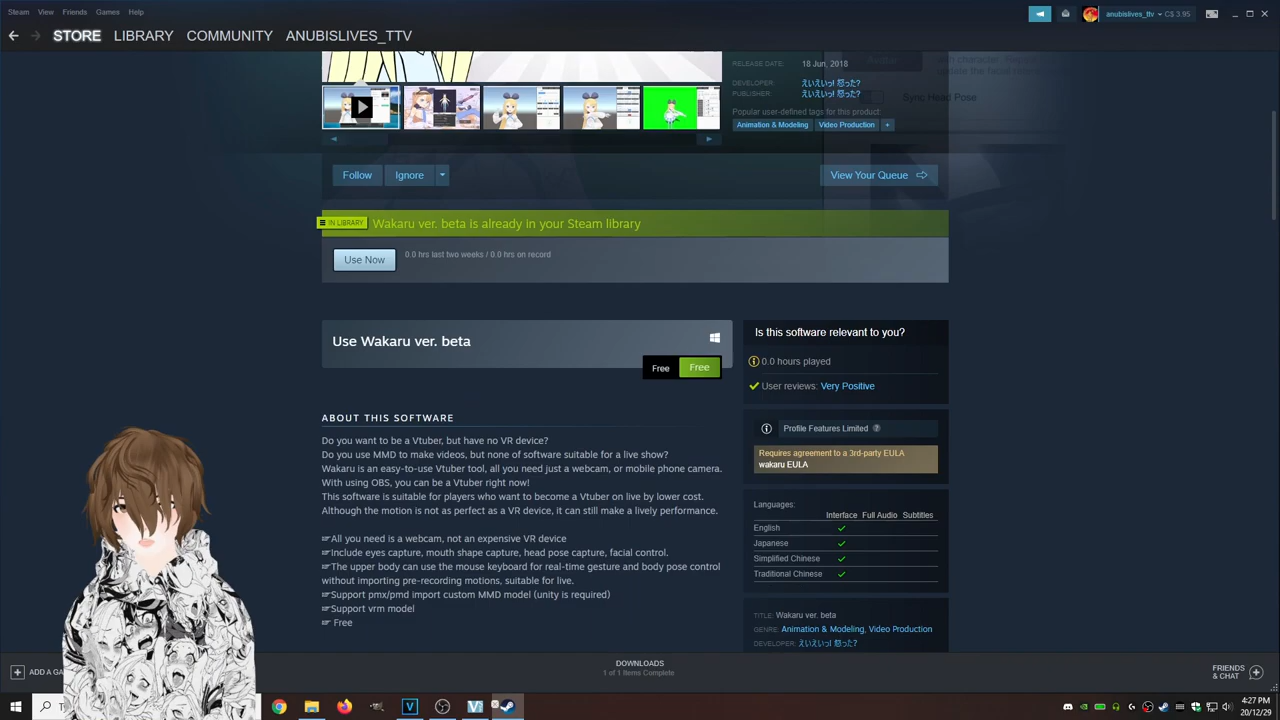 Steam View Friends Games Help
anubislives_ttv C$ 3.95
STORE LIBRARY COMMUNITY ANUBISLIVES_TTV
RELEASE DATE: 18 Jun, 2018
Sync Head Pose
DEVELOPER: えいえいっ! 怒った?
PUBLISHER: えいえいっ! 怒った?
Popular user-defined tags for this product:
Animation & Modeling Video Production +
Follow Ignore
View Your Queue
IN LIBRARY Wakaru ver. beta is already in your Steam library
Use Now
0.0 hrs last two weeks / 0.0 hrs on record
Use Wakaru ver. beta
Free Free
ABOUT THIS SOFTWARE
Do you want to be a Vtuber, but have no VR device?
Do you use MMD to make videos, but none of software suitable for a live show?
Wakaru is an easy-to-use Vtuber tool, all you need just a webcam, or mobile phone camera.
With using OBS, you can be a Vtuber right now!
This software is suitable for players who want to become a Vtuber on live by lower cost.
Although the motion is not as perfect as a VR device, it can still make a lively performance.
☞All you need is a webcam, not an expensive VR device
☞Include eyes capture, mouth shape capture, head pose capture, facial control.
☞The upper body can use the mouse keyboard for real-time gesture and body pose control
without importing pre-recording motions, suitable for live.
☞Support pmx/pmd import custom MMD model (unity is required)
☞Support vrm model
☞ Free
Is this software relevant to you?
0.0 hours played
User reviews: Very Positive
Profile Features Limited ?
Requires agreement to a 3rd-party EULA
wakaru EULA
Languages:
Interface Full Audio Subtitles
English ✓
Japanese ✓
Simplified Chinese ✓
Traditional Chinese ✓
TITLE: Wakaru ver. beta
GENRE: Animation & Modeling, Video Production
DEVELOPER: えいえいっ! 怒った?
ADD A GA
DOWNLOADS
1 of 1 Items Complete
FRIENDS
& CHAT
4:27 PM
20/12/29